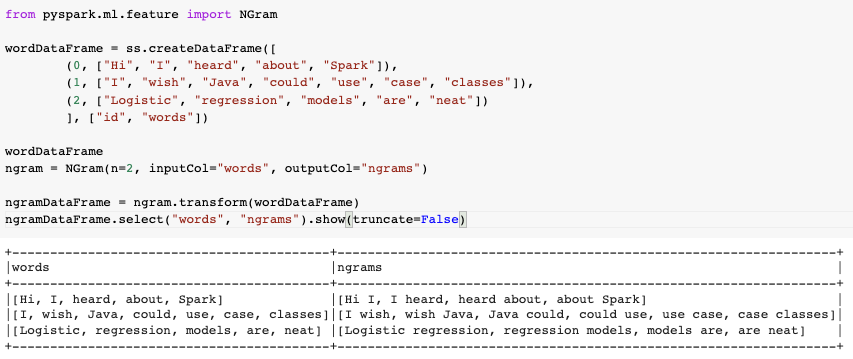 from pyspark.ml.feature import NGram
wordDataFrame = ss.createDataFrame([
(0, ["Hi", "I", "heard", "about", "Spark"]),
(1, ["I", "wish", "Java", "could", "use", "case", "classes"]),
(2, ["Logistic", "regression", "models", "are", "neat"])
], ["id", "words"])
wordDataFrame
ngram = NGram(n=2, inputCol="words", outputCol="ngrams")
ngramDataFrame = ngram.transform(wordDataFrame)
ngramDataFrame.select("words", "ngrams").show(truncate=False)
+------------------------------------------+------------------------------------------------------------------+
|words                                     |ngrams                                                            |
+------------------------------------------+------------------------------------------------------------------+
|[Hi, I, heard, about, Spark]              |[Hi I, I heard, heard about, about Spark]                         |
|[I, wish, Java, could, use, case, classes]|[I wish, wish Java, Java could, could use, use case, case classes]|
|[Logistic, regression, models, are, neat] |[Logistic regression, regression models, models are, are neat]    |
+------------------------------------------+------------------------------------------------------------------+